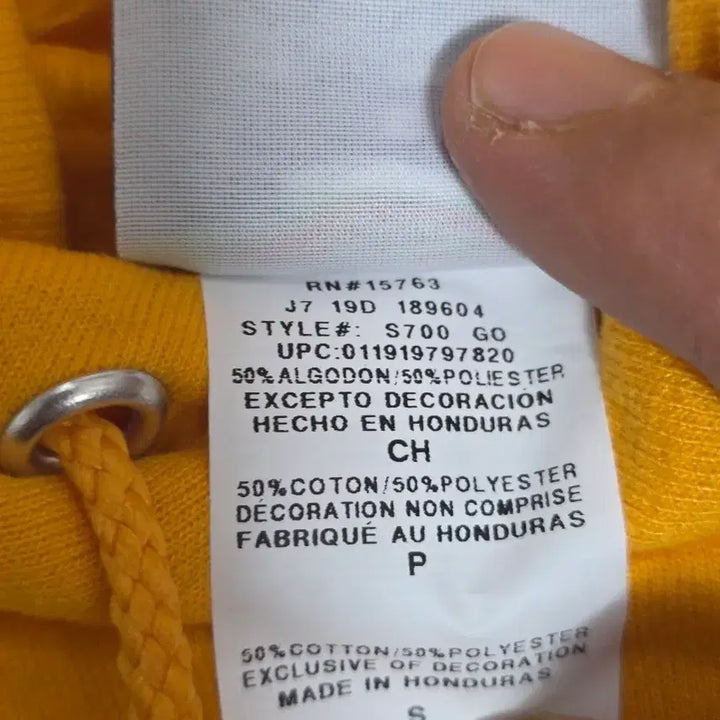 RN#15763
J7 19D 189604
STYLE#: S700 GO
UPC:011919797820
50%ALGODON/50%POLIESTER
EXCEPTO DECORACIÓN
HECHO EN HONDURAS
CH
50%COTON/50%POLYESTER
DÉCORATION NON COMPRISE
FABRIQUÉ AU HONDURAS
P
50%COTTON/50%POLYESTER
EXCLUSIVE OF DECORATION
MADE IN HONDURAS
S